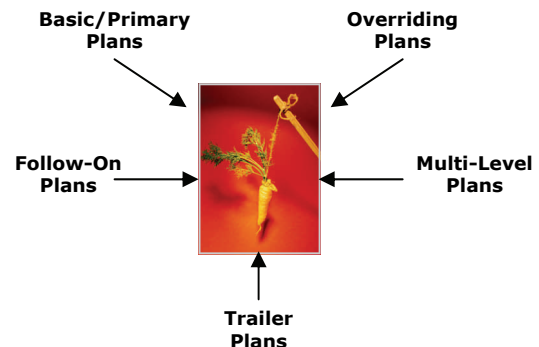 Basic/Primary
Plans
Overriding
Plans
Follow-On
Plans
Multi-Level
Plans
Trailer
Plans